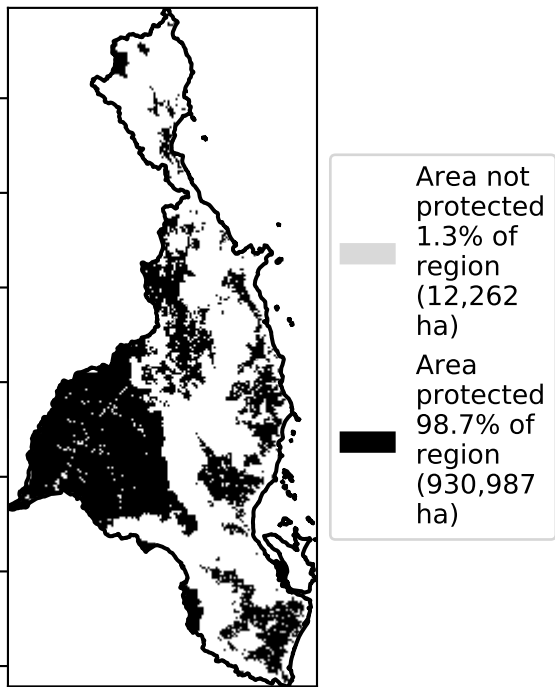 Area not
protected
1.3% of
region
(12,262
ha)
Area
protected
98.7% of
region
(930,987
ha)